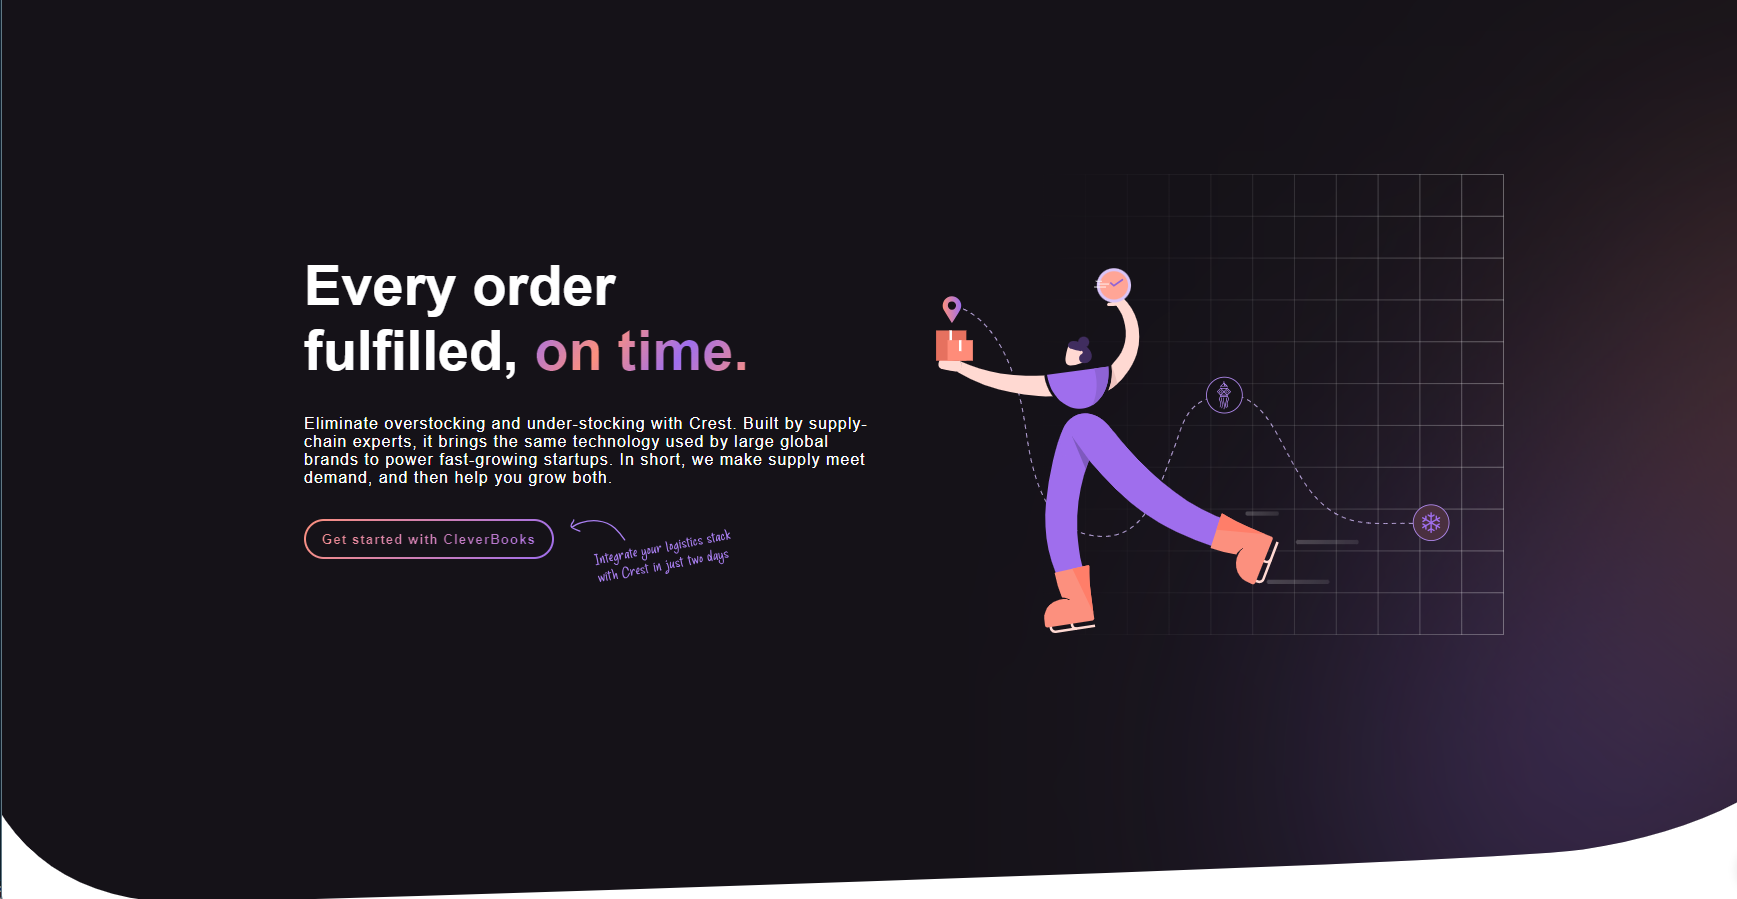 Every order
fulfilled, on time.
Eliminate overstocking and under-stocking with Crest. Built by supply-
chain experts, it brings the same technology used by large global
brands to power fast-growing startups. In short, we make supply meet
demand, and then help you grow both.
Get started with CleverBooks
Integrate your logistics stack
with Crest in just two days